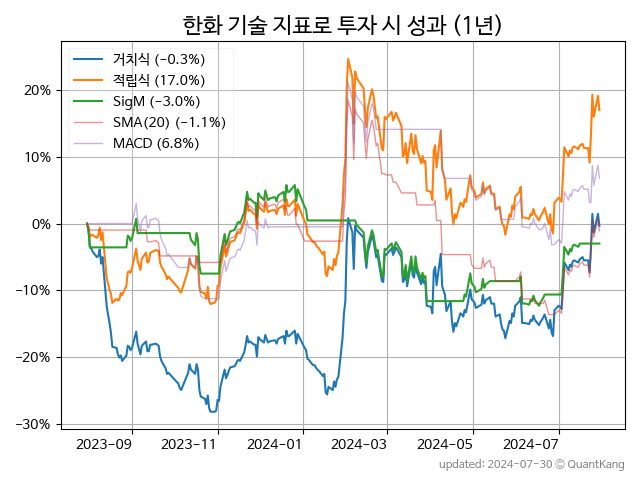 한화 기술 지표로 투자 시 성과 (1년)
거치식 (−0.3%)
적립식 (17.0%)
SigM (−3.0%)
SMA(20) (−1.1%)
MACD (6.8%)
20%
10%
0%
−10%
−20%
−30%
2023-09 2023-11 2024-01 2024-03 2024-05 2024-07
updated: 2024-07-30 © QuantKang